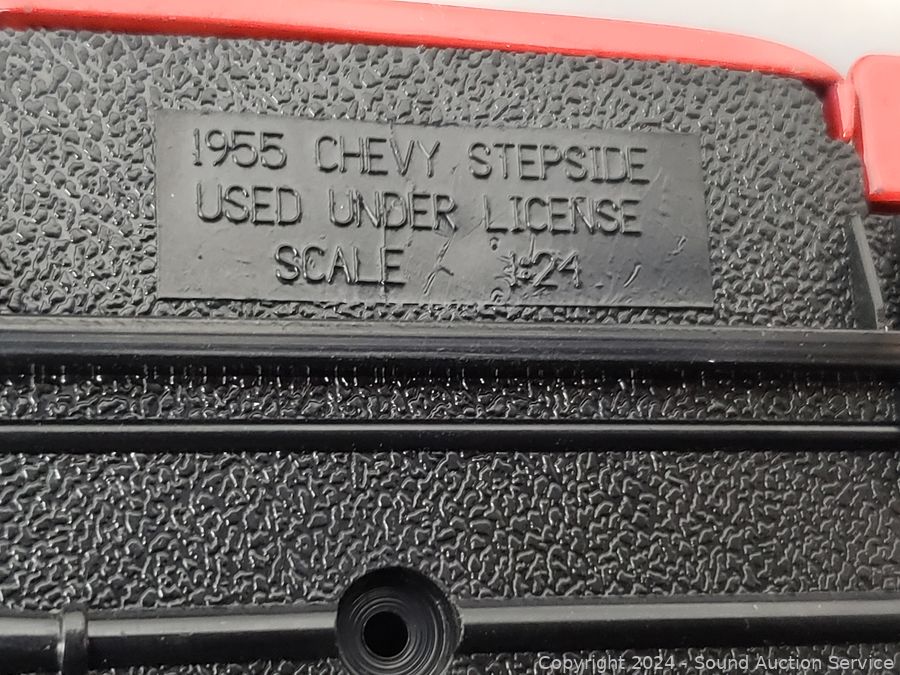 1955 CHEVY STEPSIDE
USED UNDER LICENSE
SCALE 1:24
Copyright 2024 - Sound Auction Service